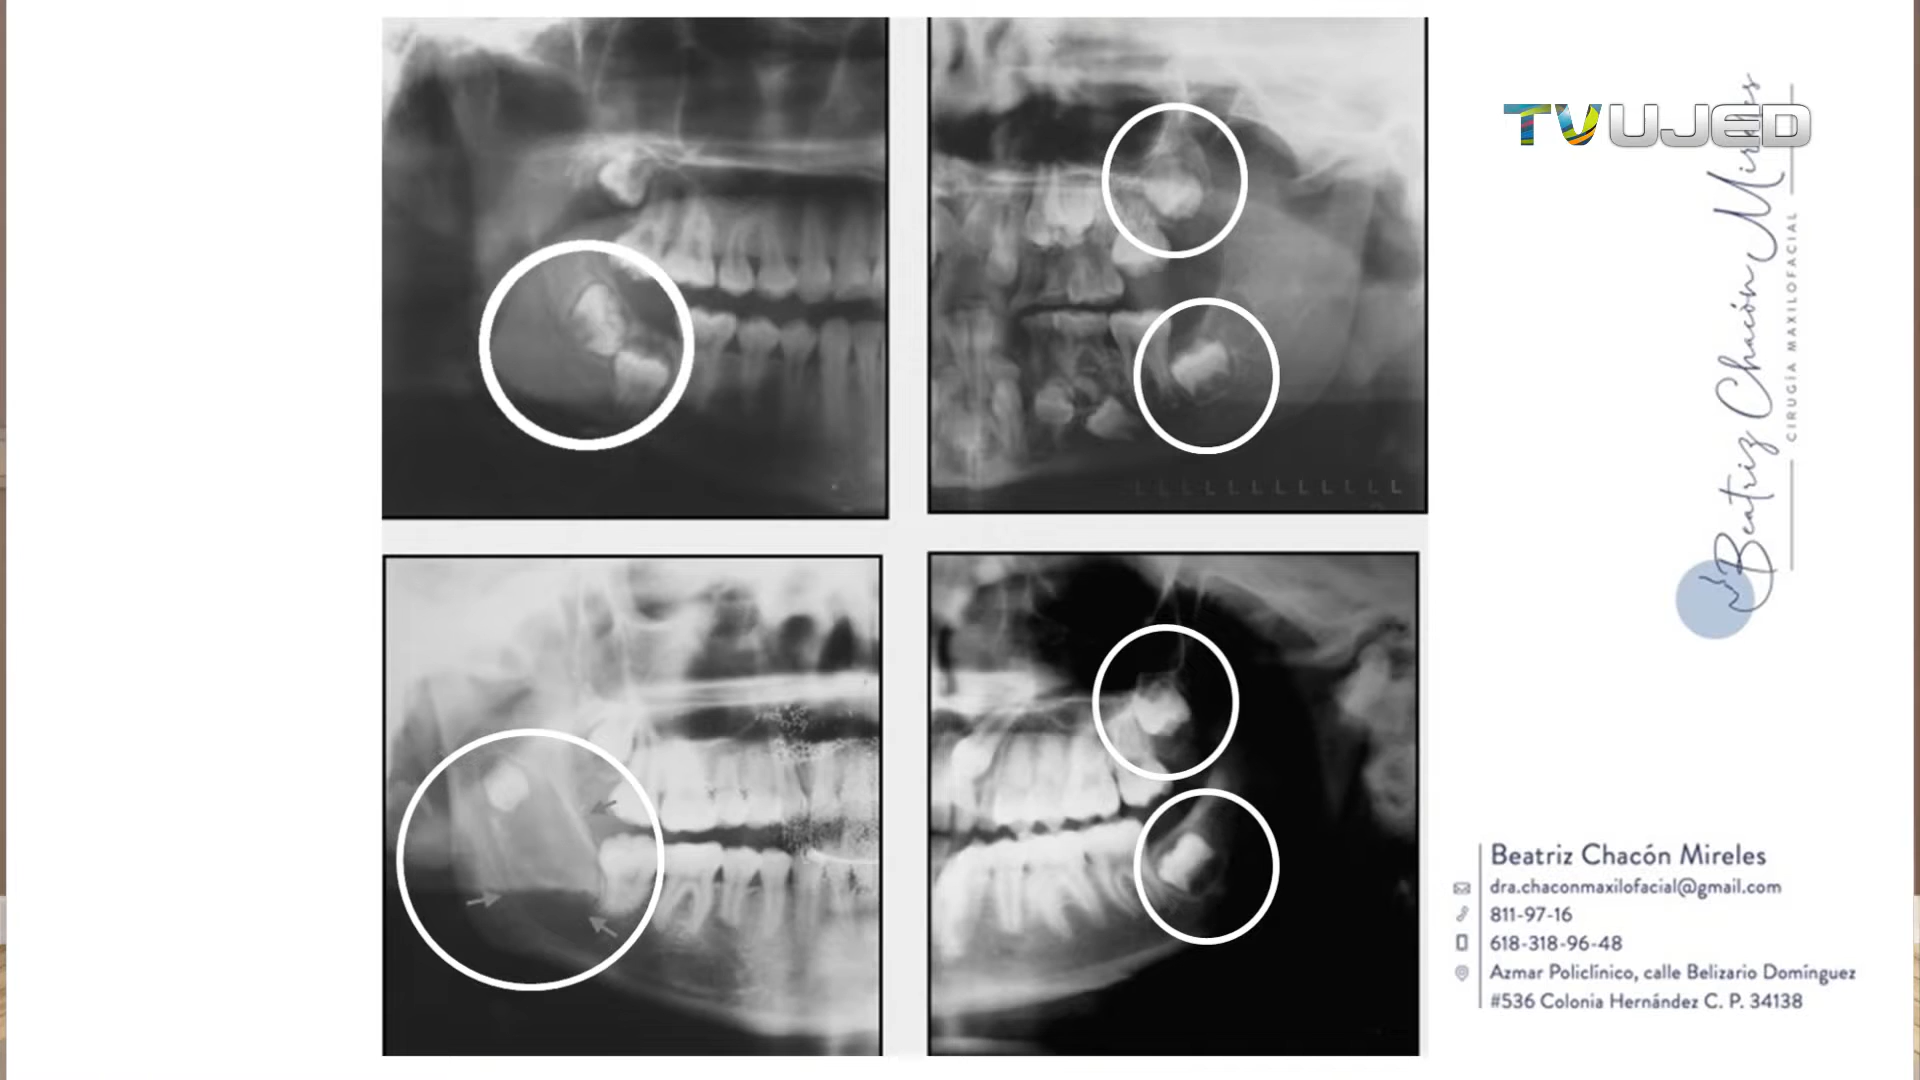 TVUJED
Beatriz Chacón Mireles
CIRUGÍA MAXILOFACIAL
L L L L L L L L L L L L
Beatriz Chacón Mireles
dra.chaconmaxilofacial@gmail.com
811-97-16
618-318-96-48
Azmar Policlínico, calle Belizario Domínguez
#536 Colonia Hernández C. P. 34138